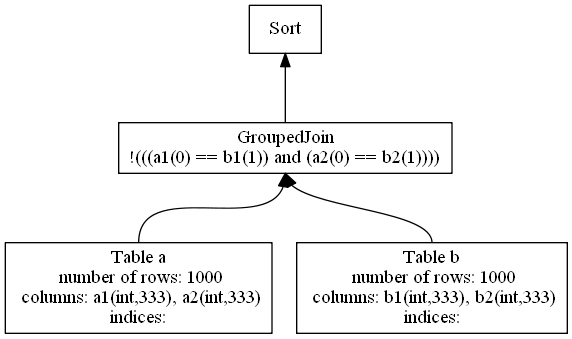 Sort
GroupedJoin
!(((a1(0) == b1(1)) and (a2(0) == b2(1))))
Table a
number of rows: 1000
columns: a1(int,333), a2(int,333)
indices:
Table b
number of rows: 1000
columns: b1(int,333), b2(int,333)
indices: